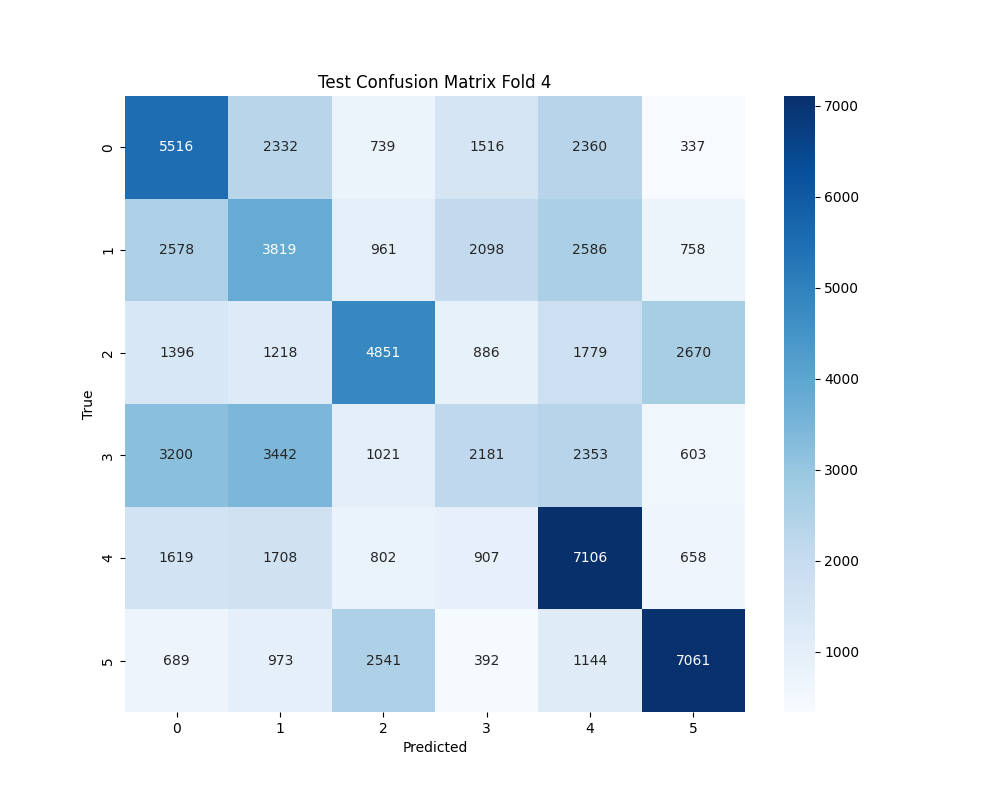 Test Confusion Matrix Fold 4
0 5516 2332 739 1516 2360 337
1 2578 3819 961 2098 2586 758
2 1396 1218 4851 886 1779 2670
3 3200 3442 1021 2181 2353 603
4 1619 1708 802 907 7106 658
5 689 973 2541 392 1144 7061
0 1 2 3 4 5
Predicted
True
7000
6000
5000
4000
3000
2000
1000